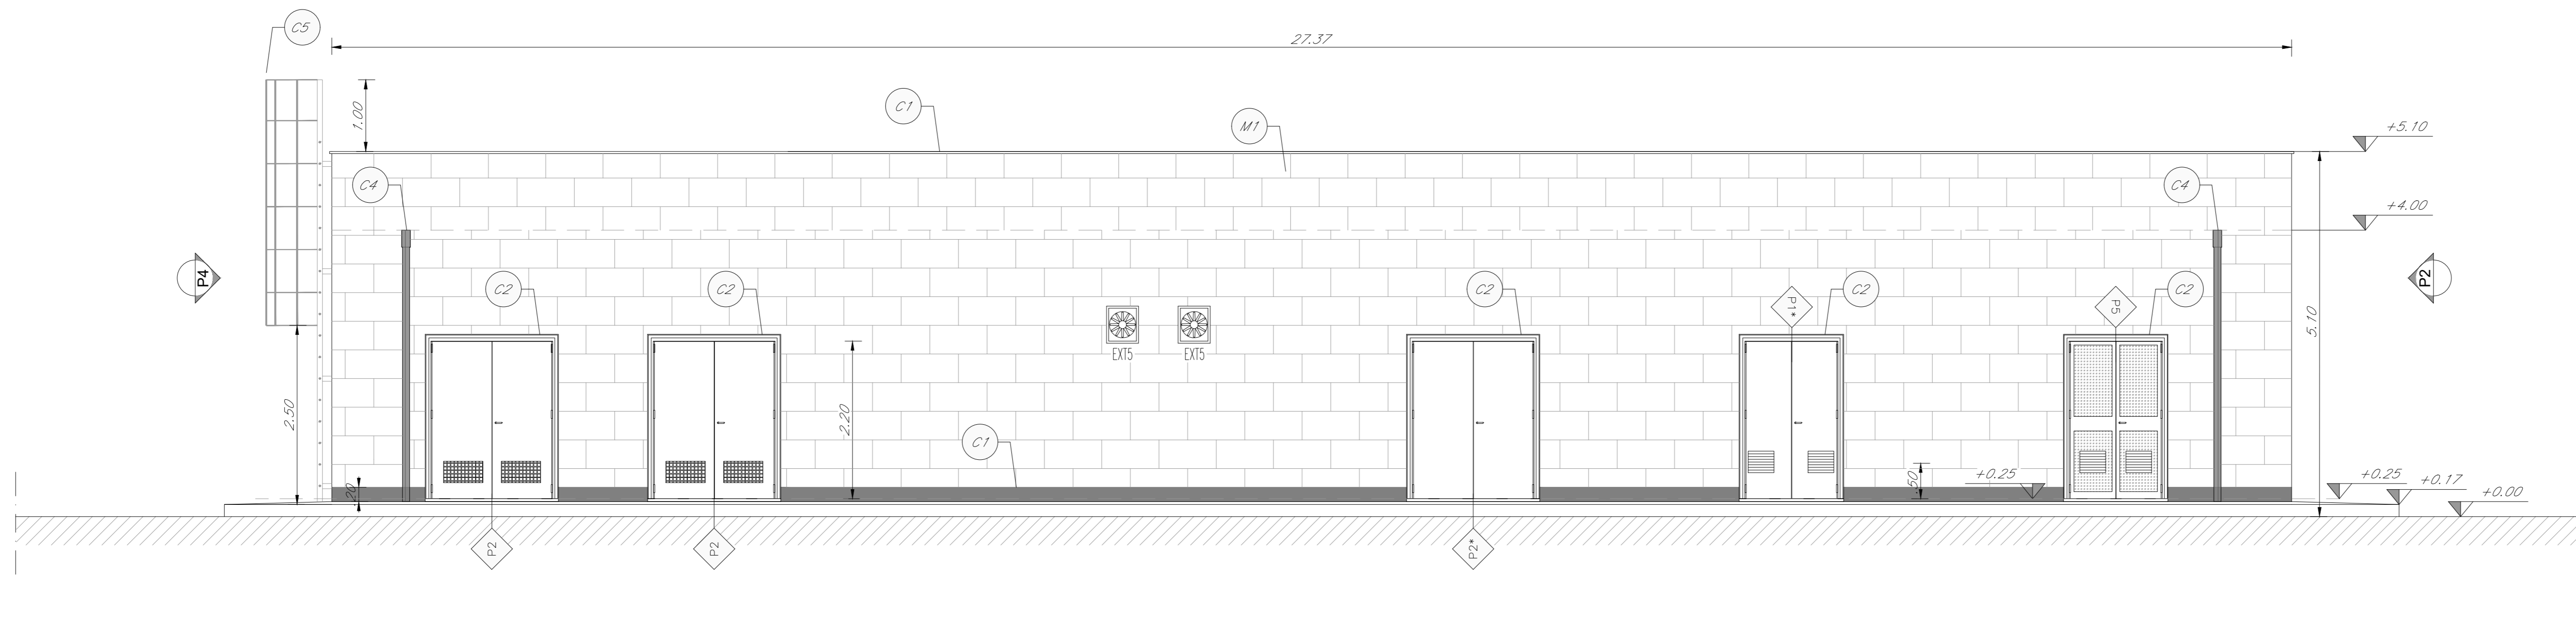 C5
27.37
1.00
C1
M1
+5.10
C4
C4
+4.00
P4
C2
C2
C2
P1*
C2
P5
C2
P2
EXT5
EXT5
5.10
2.50
2.20
C1
.20
.50
+0.25
+0.25
+0.17
+0.00
P2
P2
P2*